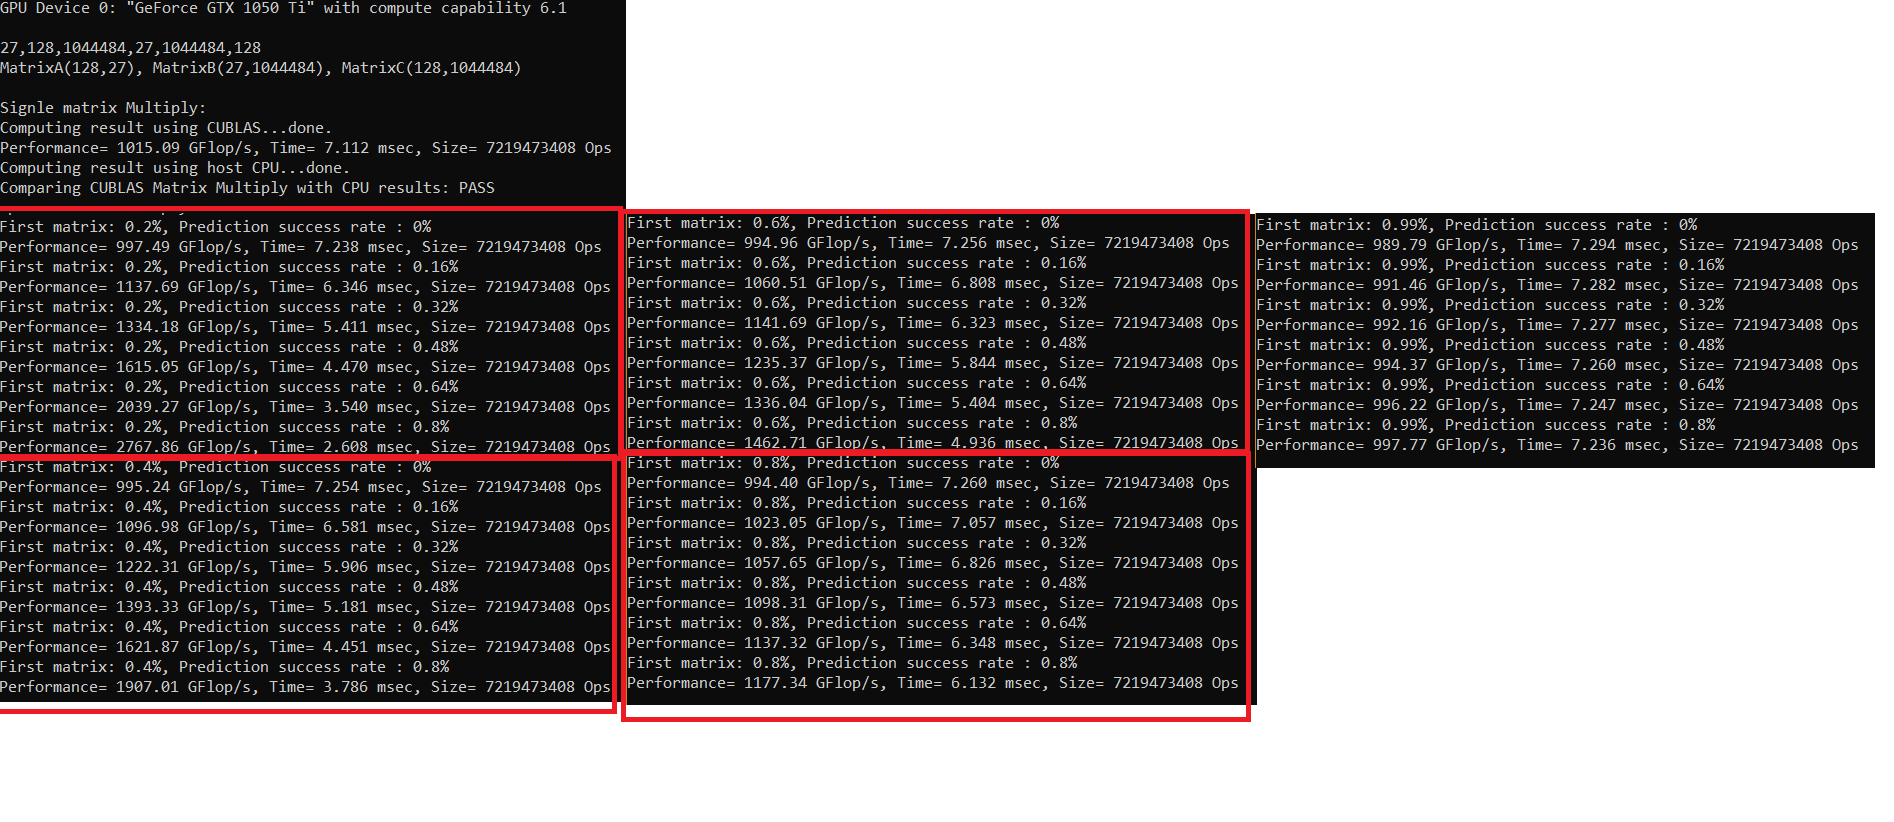 GPU Device 0: "GeForce GTX 1050 Ti" with compute capability 6.1
27,128,1044484,27,1044484,128
MatrixA(128,27), MatrixB(27,1044484), MatrixC(128,1044484)
Signle matrix Multiply:
Computing result using CUBLAS...done.
Performance= 1015.09 GFlop/s, Time= 7.112 msec, Size= 7219473408 Ops
Computing result using host CPU...done.
Comparing CUBLAS Matrix Multiply with CPU results: PASS
First matrix: 0.2%, Prediction success rate : 0%
Performance= 997.49 GFlop/s, Time= 7.238 msec, Size= 7219473408 Ops
First matrix: 0.2%, Prediction success rate : 0.16%
Performance= 1137.69 GFlop/s, Time= 6.346 msec, Size= 7219473408 Ops
First matrix: 0.2%, Prediction success rate : 0.32%
Performance= 1334.18 GFlop/s, Time= 5.411 msec, Size= 7219473408 Ops
First matrix: 0.2%, Prediction success rate : 0.48%
Performance= 1615.05 GFlop/s, Time= 4.470 msec, Size= 7219473408 Ops
First matrix: 0.2%, Prediction success rate : 0.64%
Performance= 2039.27 GFlop/s, Time= 3.540 msec, Size= 7219473408 Ops
First matrix: 0.2%, Prediction success rate : 0.8%
Performance= 2767.86 GFlop/s, Time= 2.608 msec, Size= 7219473408 Ops
First matrix: 0.4%, Prediction success rate : 0%
Performance= 995.24 GFlop/s, Time= 7.254 msec, Size= 7219473408 Ops
First matrix: 0.4%, Prediction success rate : 0.16%
Performance= 1096.98 GFlop/s, Time= 6.581 msec, Size= 7219473408 Ops
First matrix: 0.4%, Prediction success rate : 0.32%
Performance= 1222.31 GFlop/s, Time= 5.906 msec, Size= 7219473408 Ops
First matrix: 0.4%, Prediction success rate : 0.48%
Performance= 1393.33 GFlop/s, Time= 5.181 msec, Size= 7219473408 Ops
First matrix: 0.4%, Prediction success rate : 0.64%
Performance= 1621.87 GFlop/s, Time= 4.451 msec, Size= 7219473408 Ops
First matrix: 0.4%, Prediction success rate : 0.8%
Performance= 1907.01 GFlop/s, Time= 3.786 msec, Size= 7219473408 Ops
First matrix: 0.6%, Prediction success rate : 0%
Performance= 994.96 GFlop/s, Time= 7.256 msec, Size= 7219473408 Ops
First matrix: 0.6%, Prediction success rate : 0.16%
Performance= 1060.51 GFlop/s, Time= 6.808 msec, Size= 7219473408 Ops
First matrix: 0.6%, Prediction success rate : 0.32%
Performance= 1141.69 GFlop/s, Time= 6.323 msec, Size= 7219473408 Ops
First matrix: 0.6%, Prediction success rate : 0.48%
Performance= 1235.37 GFlop/s, Time= 5.844 msec, Size= 7219473408 Ops
First matrix: 0.6%, Prediction success rate : 0.64%
Performance= 1336.04 GFlop/s, Time= 5.404 msec, Size= 7219473408 Ops
First matrix: 0.6%, Prediction success rate : 0.8%
Performance= 1462.71 GFlop/s, Time= 4.936 msec, Size= 7219473408 Ops
First matrix: 0.8%, Prediction success rate : 0%
Performance= 994.40 GFlop/s, Time= 7.260 msec, Size= 7219473408 Ops
First matrix: 0.8%, Prediction success rate : 0.16%
Performance= 1023.05 GFlop/s, Time= 7.057 msec, Size= 7219473408 Ops
First matrix: 0.8%, Prediction success rate : 0.32%
Performance= 1057.65 GFlop/s, Time= 6.826 msec, Size= 7219473408 Ops
First matrix: 0.8%, Prediction success rate : 0.48%
Performance= 1098.31 GFlop/s, Time= 6.573 msec, Size= 7219473408 Ops
First matrix: 0.8%, Prediction success rate : 0.64%
Performance= 1137.32 GFlop/s, Time= 6.348 msec, Size= 7219473408 Ops
First matrix: 0.8%, Prediction success rate : 0.8%
Performance= 1177.34 GFlop/s, Time= 6.132 msec, Size= 7219473408 Ops
First matrix: 0.99%, Prediction success rate : 0%
Performance= 989.79 GFlop/s, Time= 7.294 msec, Size= 7219473408 Ops
First matrix: 0.99%, Prediction success rate : 0.16%
Performance= 991.46 GFlop/s, Time= 7.282 msec, Size= 7219473408 Ops
First matrix: 0.99%, Prediction success rate : 0.32%
Performance= 992.16 GFlop/s, Time= 7.277 msec, Size= 7219473408 Ops
First matrix: 0.99%, Prediction success rate : 0.48%
Performance= 994.37 GFlop/s, Time= 7.260 msec, Size= 7219473408 Ops
First matrix: 0.99%, Prediction success rate : 0.64%
Performance= 996.22 GFlop/s, Time= 7.247 msec, Size= 7219473408 Ops
First matrix: 0.99%, Prediction success rate : 0.8%
Performance= 997.77 GFlop/s, Time= 7.236 msec, Size= 7219473408 Ops